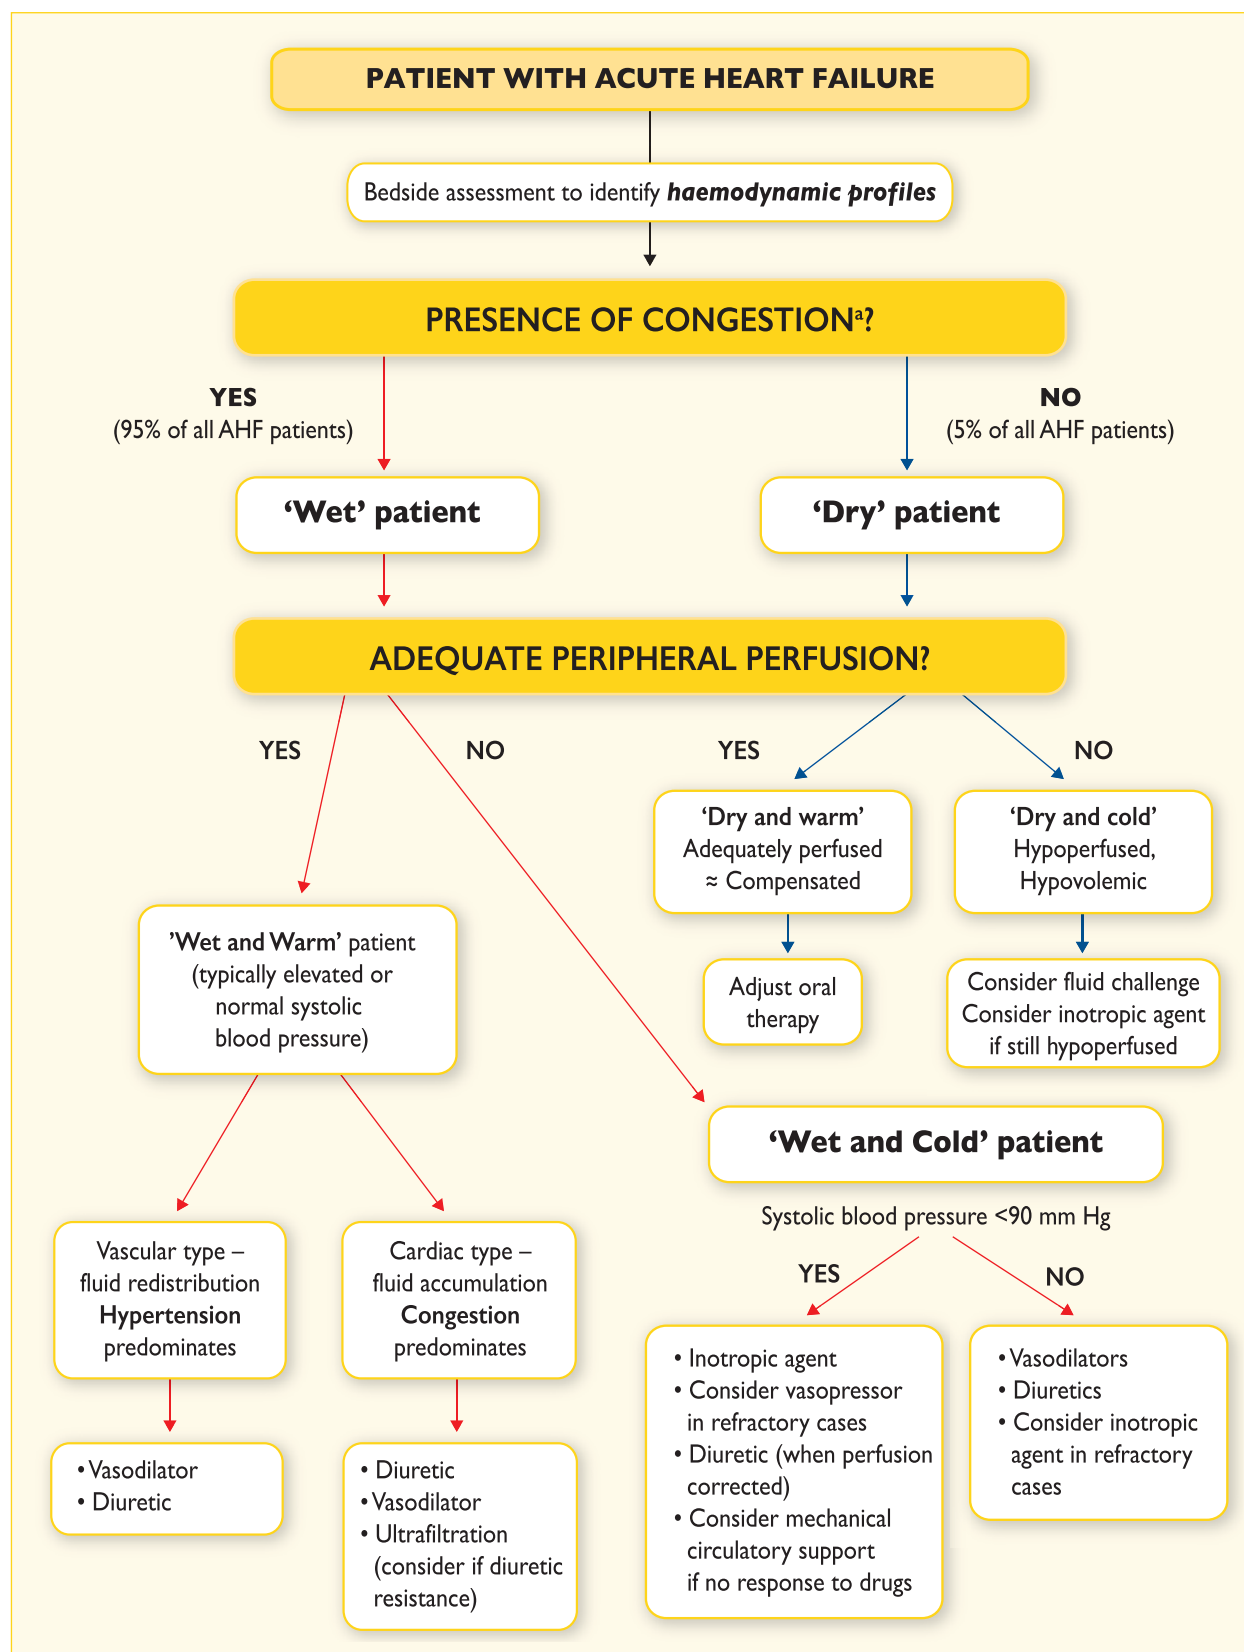 PATIENT WITH ACUTE HEART FAILURE
Bedside assessment to identify haemodynamic profiles
PRESENCE OF CONGESTIONª?
YES
(95% of all AHF patients)
NO
(5% of all AHF patients)
‘Wet’ patient
‘Dry’ patient
ADEQUATE PERIPHERAL PERFUSION?
YES
NO
YES
NO
‘Dry and warm’
Adequately perfused
≈ Compensated
‘Dry and cold’
Hypoperfused,
Hypovolemic
’Wet and Warm’ patient
(typically elevated or
normal systolic
blood pressure)
Adjust oral
therapy
Consider fluid challenge
Consider inotropic agent
if still hypoperfused
‘Wet and Cold’ patient
Systolic blood pressure <90 mm Hg
YES
NO
Vascular type –
fluid redistribution
Hypertension
predominates
Cardiac type –
fluid accumulation
Congestion
predominates
• Vasodilator
• Diuretic
• Diuretic
• Vasodilator
• Ultrafiltration
(consider if diuretic
resistance)
• Inotropic agent
• Consider vasopressor
in refractory cases
• Diuretic (when perfusion
corrected)
• Consider mechanical
circulatory support
if no response to drugs
• Vasodilators
• Diuretics
• Consider inotropic
agent in refractory
cases